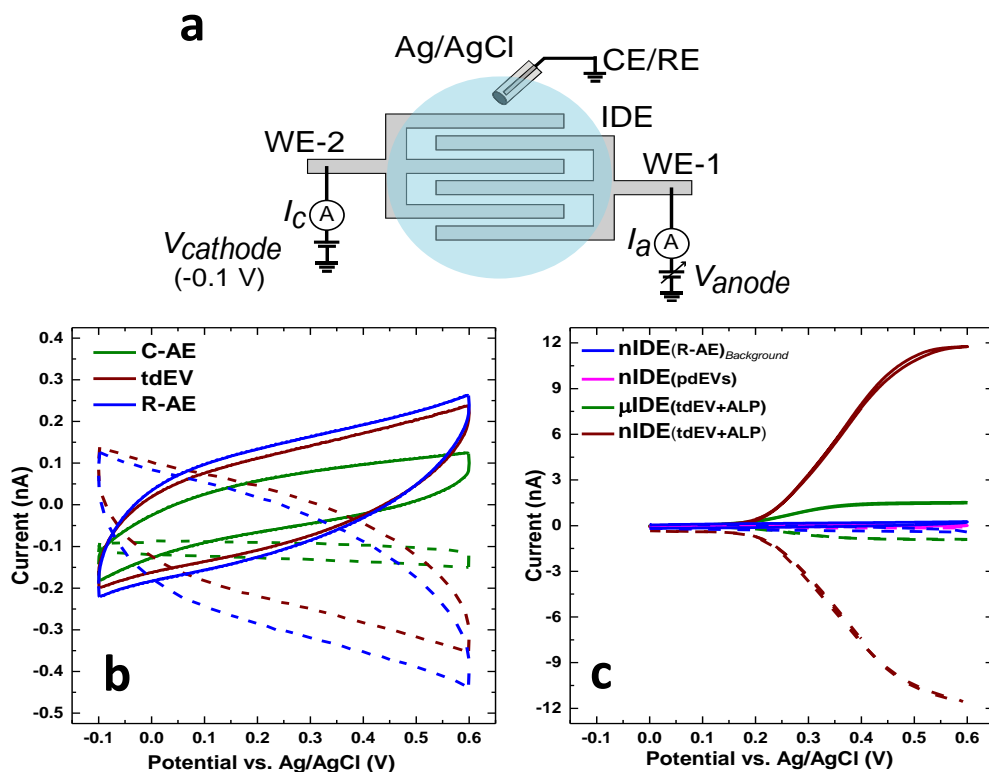 a
Ag/AgCl
CE/RE
IDE
WE-2
WE-1
I_c
A
A
I_a
V_cathode
(-0.1 V)
V_anode
C-AE
tdEV
R-AE
0.4
0.3
0.2
0.1
0.0
-0.1
-0.2
-0.3
-0.4
-0.5
Current (nA)
b
-0.1 0.0 0.1 0.2 0.3 0.4 0.5 0.6
Potential vs. Ag/AgCl (V)
nIDE(R-AE)Background
nIDE(pdEVs)
µIDE(tdEV+ALP)
nIDE(tdEV+ALP)
12
9
6
3
0
-3
-6
-9
-12
Current (nA)
c
-0.1 0.0 0.1 0.2 0.3 0.4 0.5 0.6
Potential vs. Ag/AgCl (V)